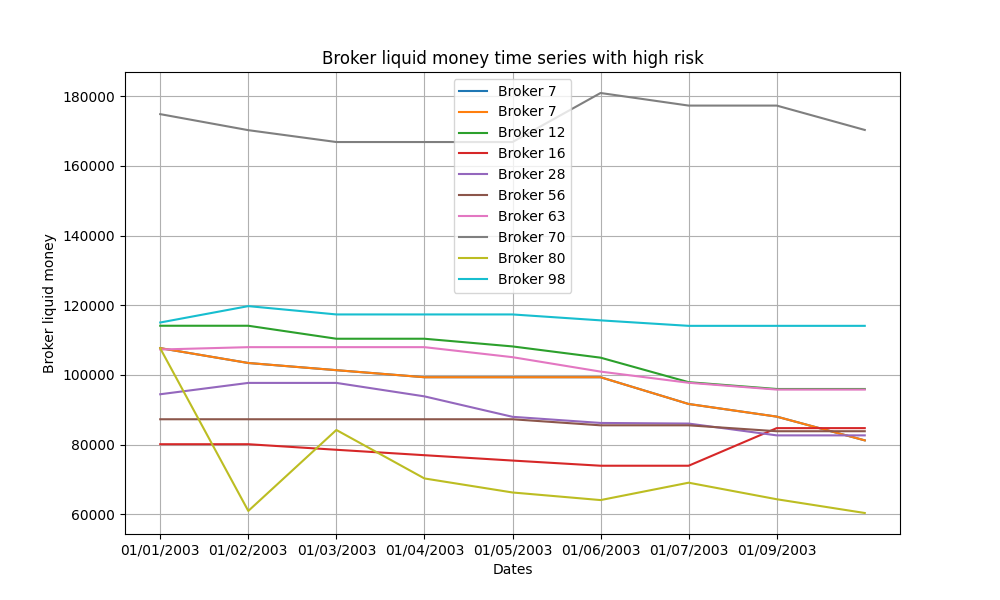 Broker liquid money time series with high risk
180000
160000
140000
120000
100000
80000
60000
Broker liquid money
Broker 7
Broker 7
Broker 12
Broker 16
Broker 28
Broker 56
Broker 63
Broker 70
Broker 80
Broker 98
01/01/2003 01/02/2003 01/03/2003 01/04/2003 01/05/2003 01/06/2003 01/07/2003 01/09/2003
Dates